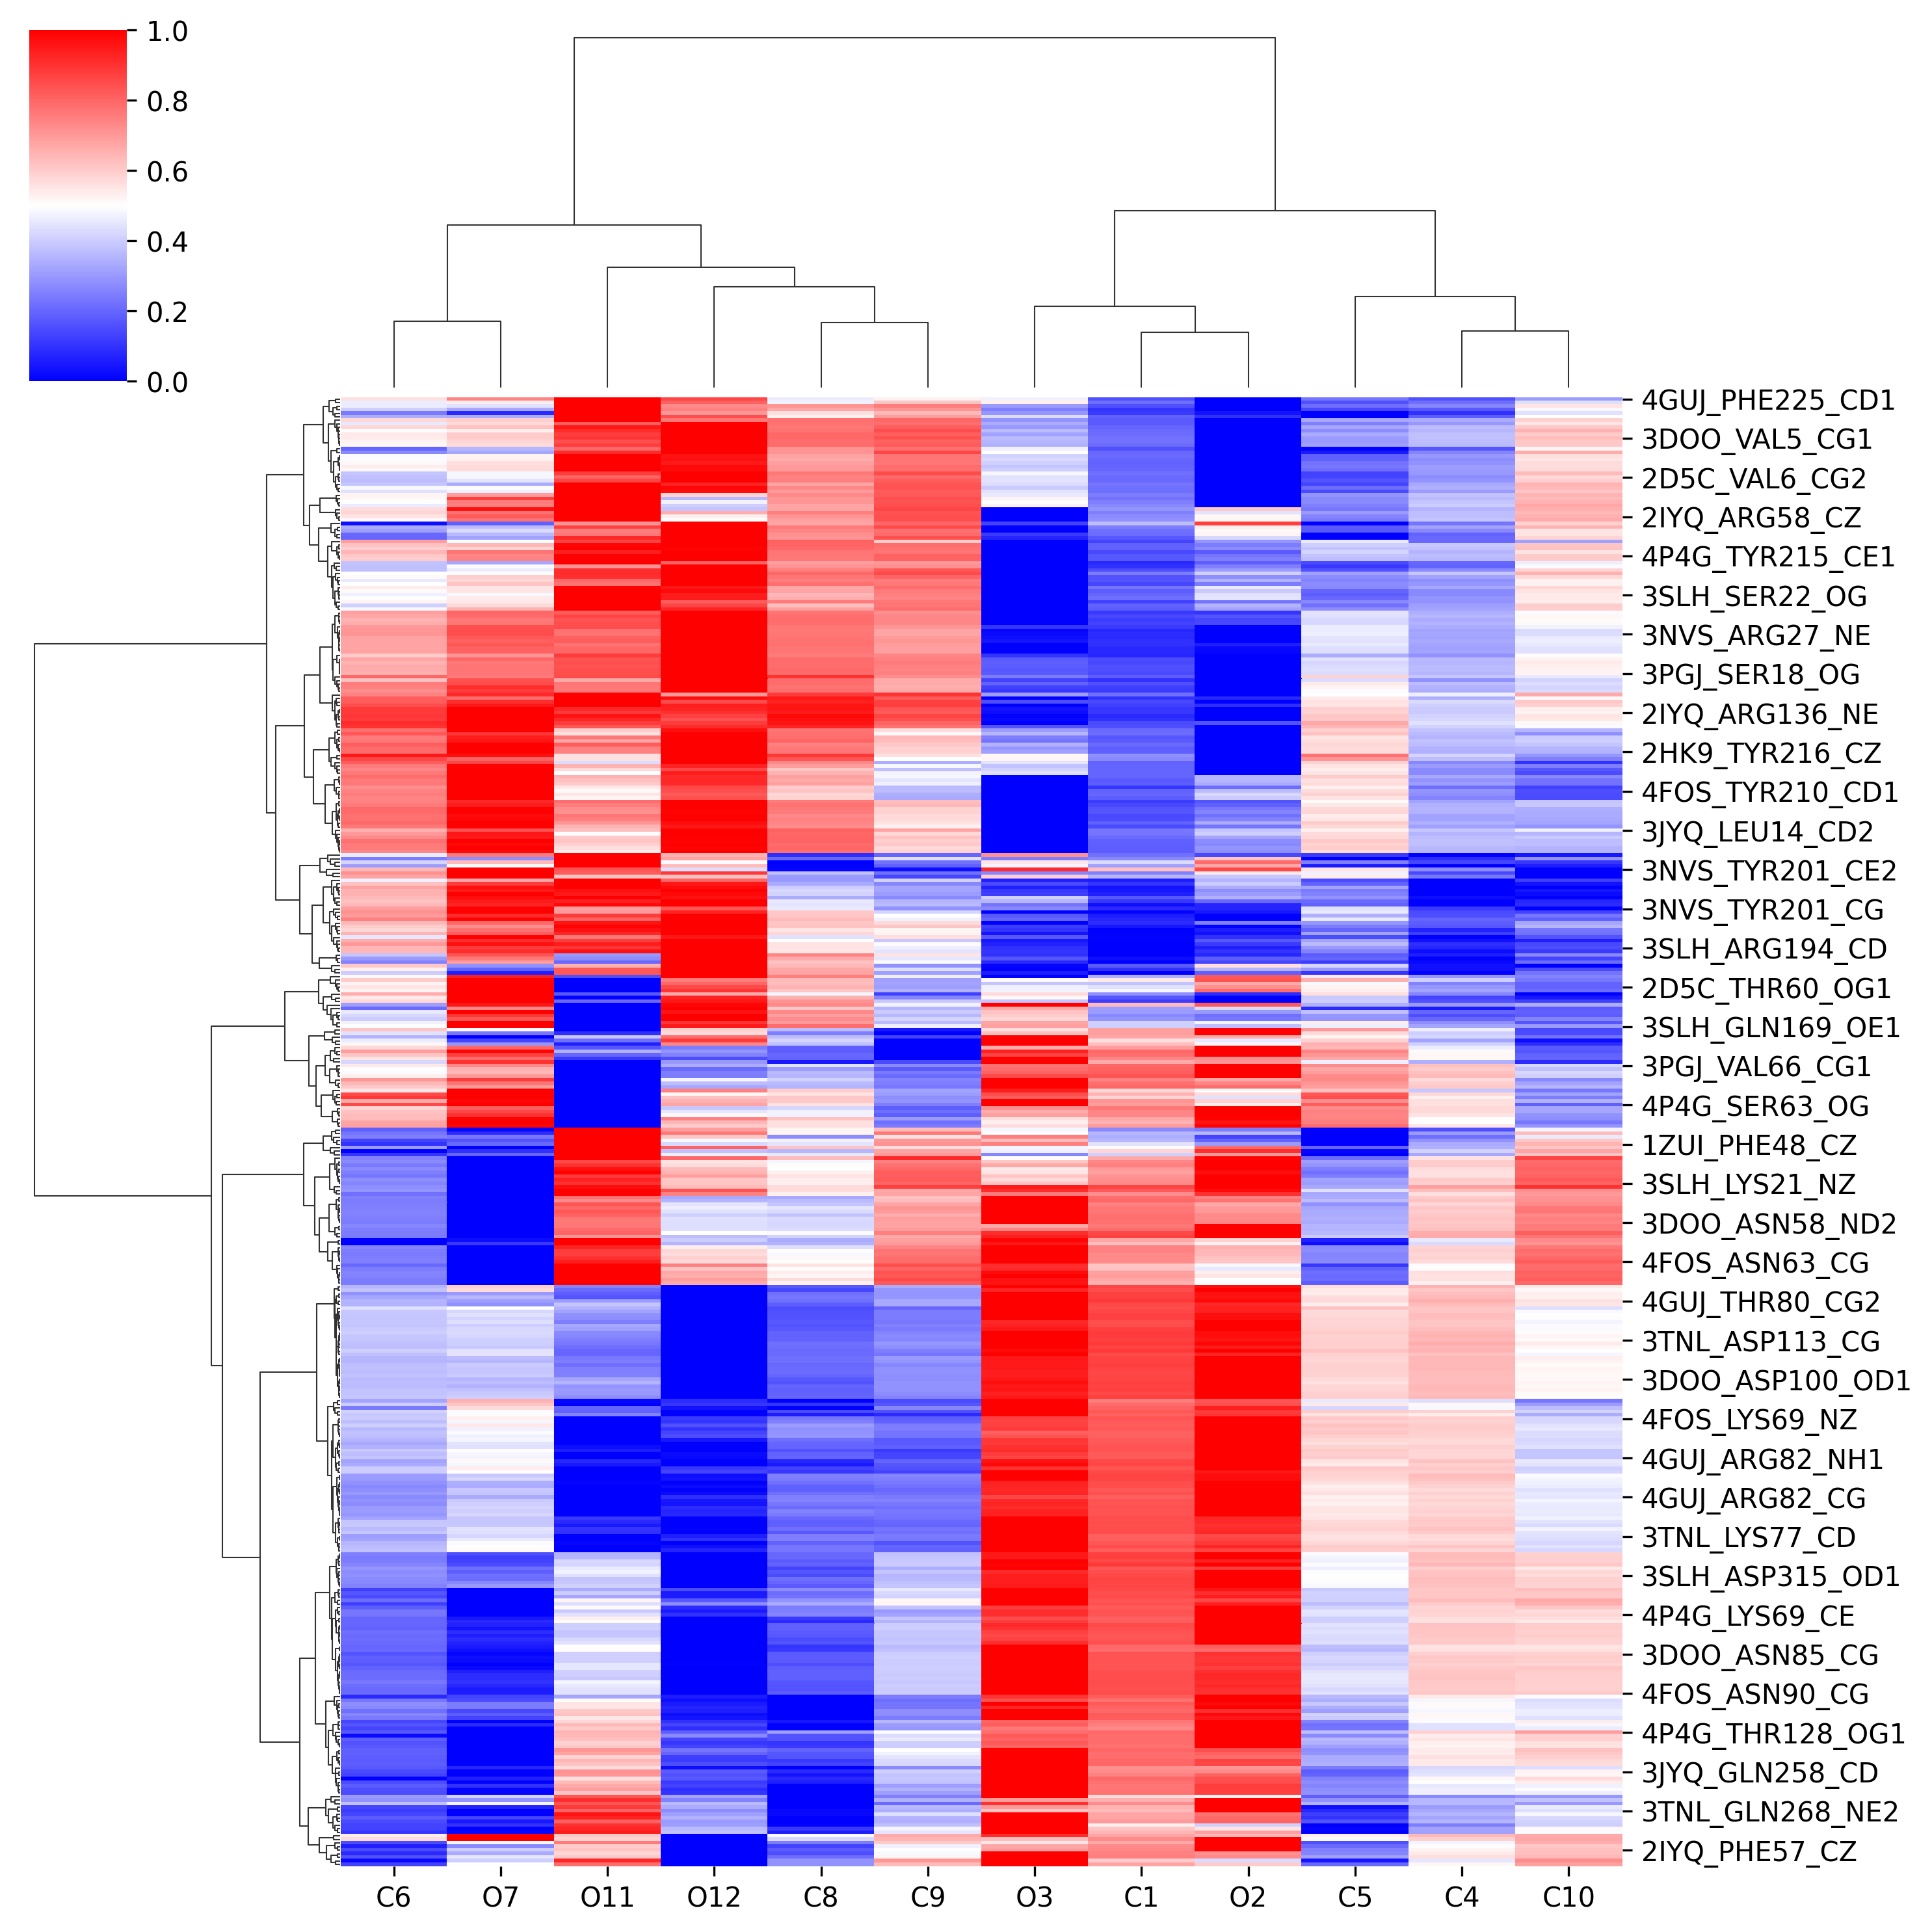 1.0
0.8
0.6
0.4
0.2
0.0
4GUJ_PHE225_CD1
3DOO_VAL5_CG1
2D5C_VAL6_CG2
2IYQ_ARG58_CZ
4P4G_TYR215_CE1
3SLH_SER22_OG
3NVS_ARG27_NE
3PGJ_SER18_OG
2IYQ_ARG136_NE
2HK9_TYR216_CZ
4FOS_TYR210_CD1
3JYQ_LEU14_CD2
3NVS_TYR201_CE2
3NVS_TYR201_CG
3SLH_ARG194_CD
2D5C_THR60_OG1
3SLH_GLN169_OE1
3PGJ_VAL66_CG1
4P4G_SER63_OG
1ZUI_PHE48_CZ
3SLH_LYS21_NZ
3DOO_ASN58_ND2
4FOS_ASN63_CG
4GUJ_THR80_CG2
3TNL_ASP113_CG
3DOO_ASP100_OD1
4FOS_LYS69_NZ
4GUJ_ARG82_NH1
4GUJ_ARG82_CG
3TNL_LYS77_CD
3SLH_ASP315_OD1
4P4G_LYS69_CE
3DOO_ASN85_CG
4FOS_ASN90_CG
4P4G_THR128_OG1
3JYQ_GLN258_CD
3TNL_GLN268_NE2
2IYQ_PHE57_CZ
C6 O7 O11 O12 C8 C9 O3 C1 O2 C5 C4 C10